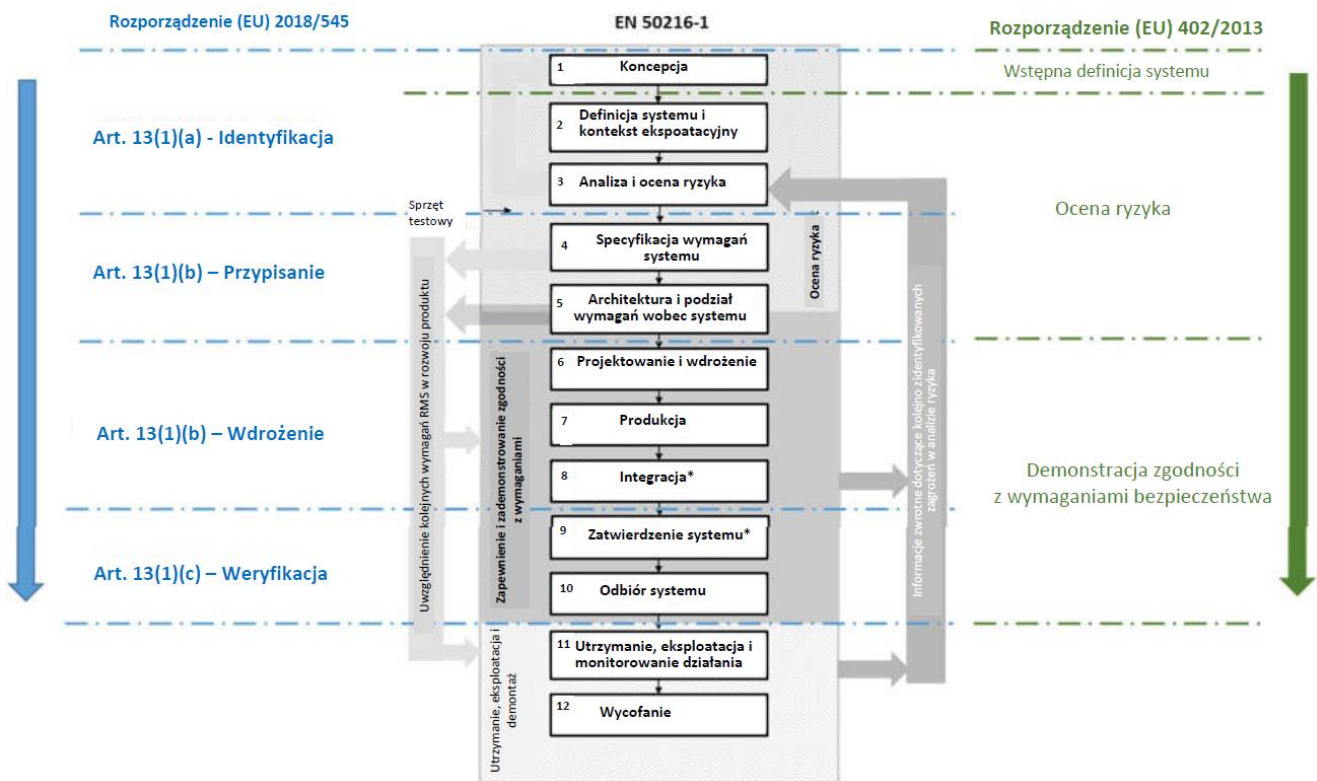 Rozporządzenie (EU) 2018/545
EN 50216-1
Rozporządzenie (EU) 402/2013
Wstępna definicja systemu
1 Koncepcja
2 Definicja systemu i
kontekst ekspoatacyjny
Art. 13(1)(a) - Identyfikacja
3 Analiza i ocena ryzyka
Sprzęt
testowy
Ocena ryzyka
Ocena ryzyka
4 Specyfikacja wymagań
systemu
Art. 13(1)(b) – Przypisanie
5 Architektura i podział
wymagań wobec systemu
6 Projektowanie i wdrożenie
7 Produkcja
Art. 13(1)(b) – Wdrożenie
8 Integracja*
Demonstracja zgodności
z wymaganiami bezpieczeństwa
9 Zatwierdzenie systemu*
Art. 13(1)(c) – Weryfikacja
10 Odbiór systemu
11 Utrzymanie, eksploatacja i
monitorowanie działania
12 Wycofanie
Uwzględnienie kolejnych wymagań RMS w rozwoju produktu
Zapewnienie i zademonstrowanie zgodności
z wymaganiami
Utrzymanie, eksploatacja i
demontaż
Informacje zwrotne dotyczące kolejno zidentyfikowanych
zagrożeń w analizie ryzyka